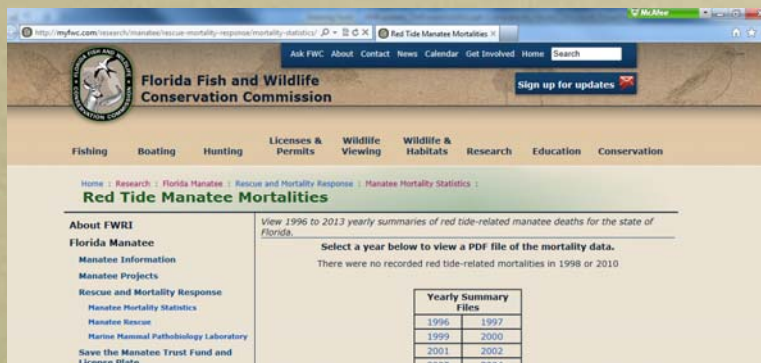 McAfee
http://myfwc.com/research/manatee/rescue-mortality-response/mortality-statistics/
Red Tide Manatee Mortalities
Ask FWC About Contact News Calendar Get Involved Home Search
Florida Fish and Wildlife
Conservation Commission
Sign up for updates
Fishing Boating Hunting Licenses & Permits Wildlife Viewing Wildlife & Habitats Research Education Conservation
Home : Research : Florida Manatee : Rescue and Mortality Response : Manatee Mortality Statistics :
Red Tide Manatee Mortalities
About FWRI
Florida Manatee
Manatee Information
Manatee Projects
Rescue and Mortality Response
Manatee Mortality Statistics
Manatee Rescue
Marine Mammal Pathobiology Laboratory
Save the Manatee Trust Fund and
License Plate
View 1996 to 2013 yearly summaries of red tide-related manatee deaths for the state of
Florida.
Select a year below to view a PDF file of the mortality data.
There were no recorded red tide-related mortalities in 1998 or 2010
Yearly Summary
Files
1996 1997
1999 2000
2001 2002